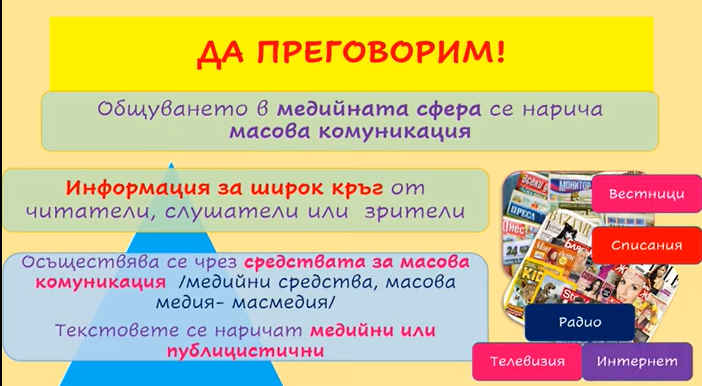 ДА ПРЕГОВОРИМ!
Общуването в медийната сфера се нарича
масова комуникация
Информация за широк кръг от
читатели, слушатели или зрители
Осъществява се чрез средствата за масова
комуникация /медийни средства, масова
медия- масмедия/
Текстовете се наричат медийни или
публицистични
Вестници
Списания
Радио
Телевизия
Интернет
МОНИТОР
ПРЕСА